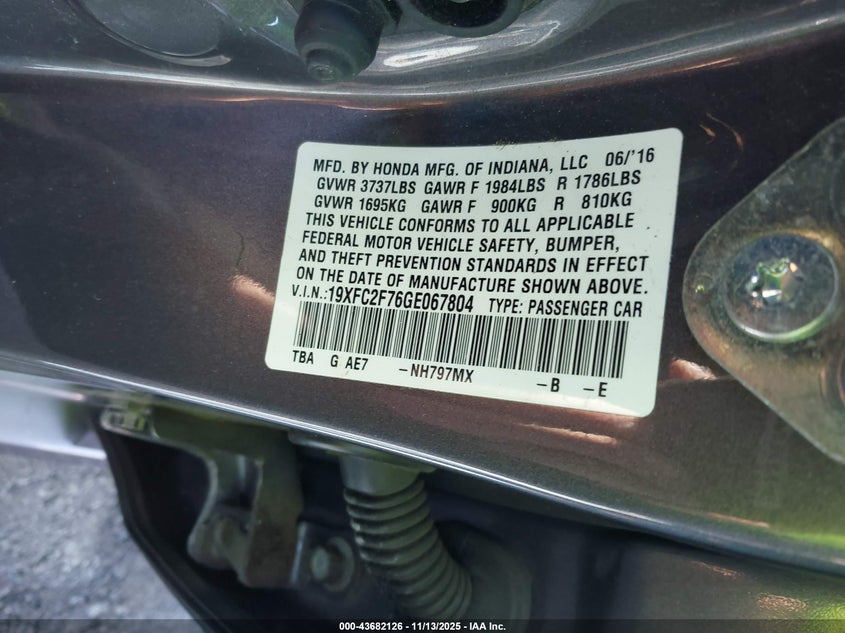 MFD. BY HONDA MFG. OF INDIANA, LLC 06/'16
GVWR 3737LBS GAWR F 1984LBS R 1786LBS
GVWR 1695KG GAWR F 900KG R 810KG
THIS VEHICLE CONFORMS TO ALL APPLICABLE
FEDERAL MOTOR VEHICLE SAFETY, BUMPER,
AND THEFT PREVENTION STANDARDS IN EFFECT
ON THE DATE OF MANUFACTURE SHOWN ABOVE.
V.I.N.:19XFC2F76GE067804 TYPE: PASSENGER CAR
TBA G AE7 -NH797MX -B -E
000-43682126 - 11/13/2025 - IAA Inc.